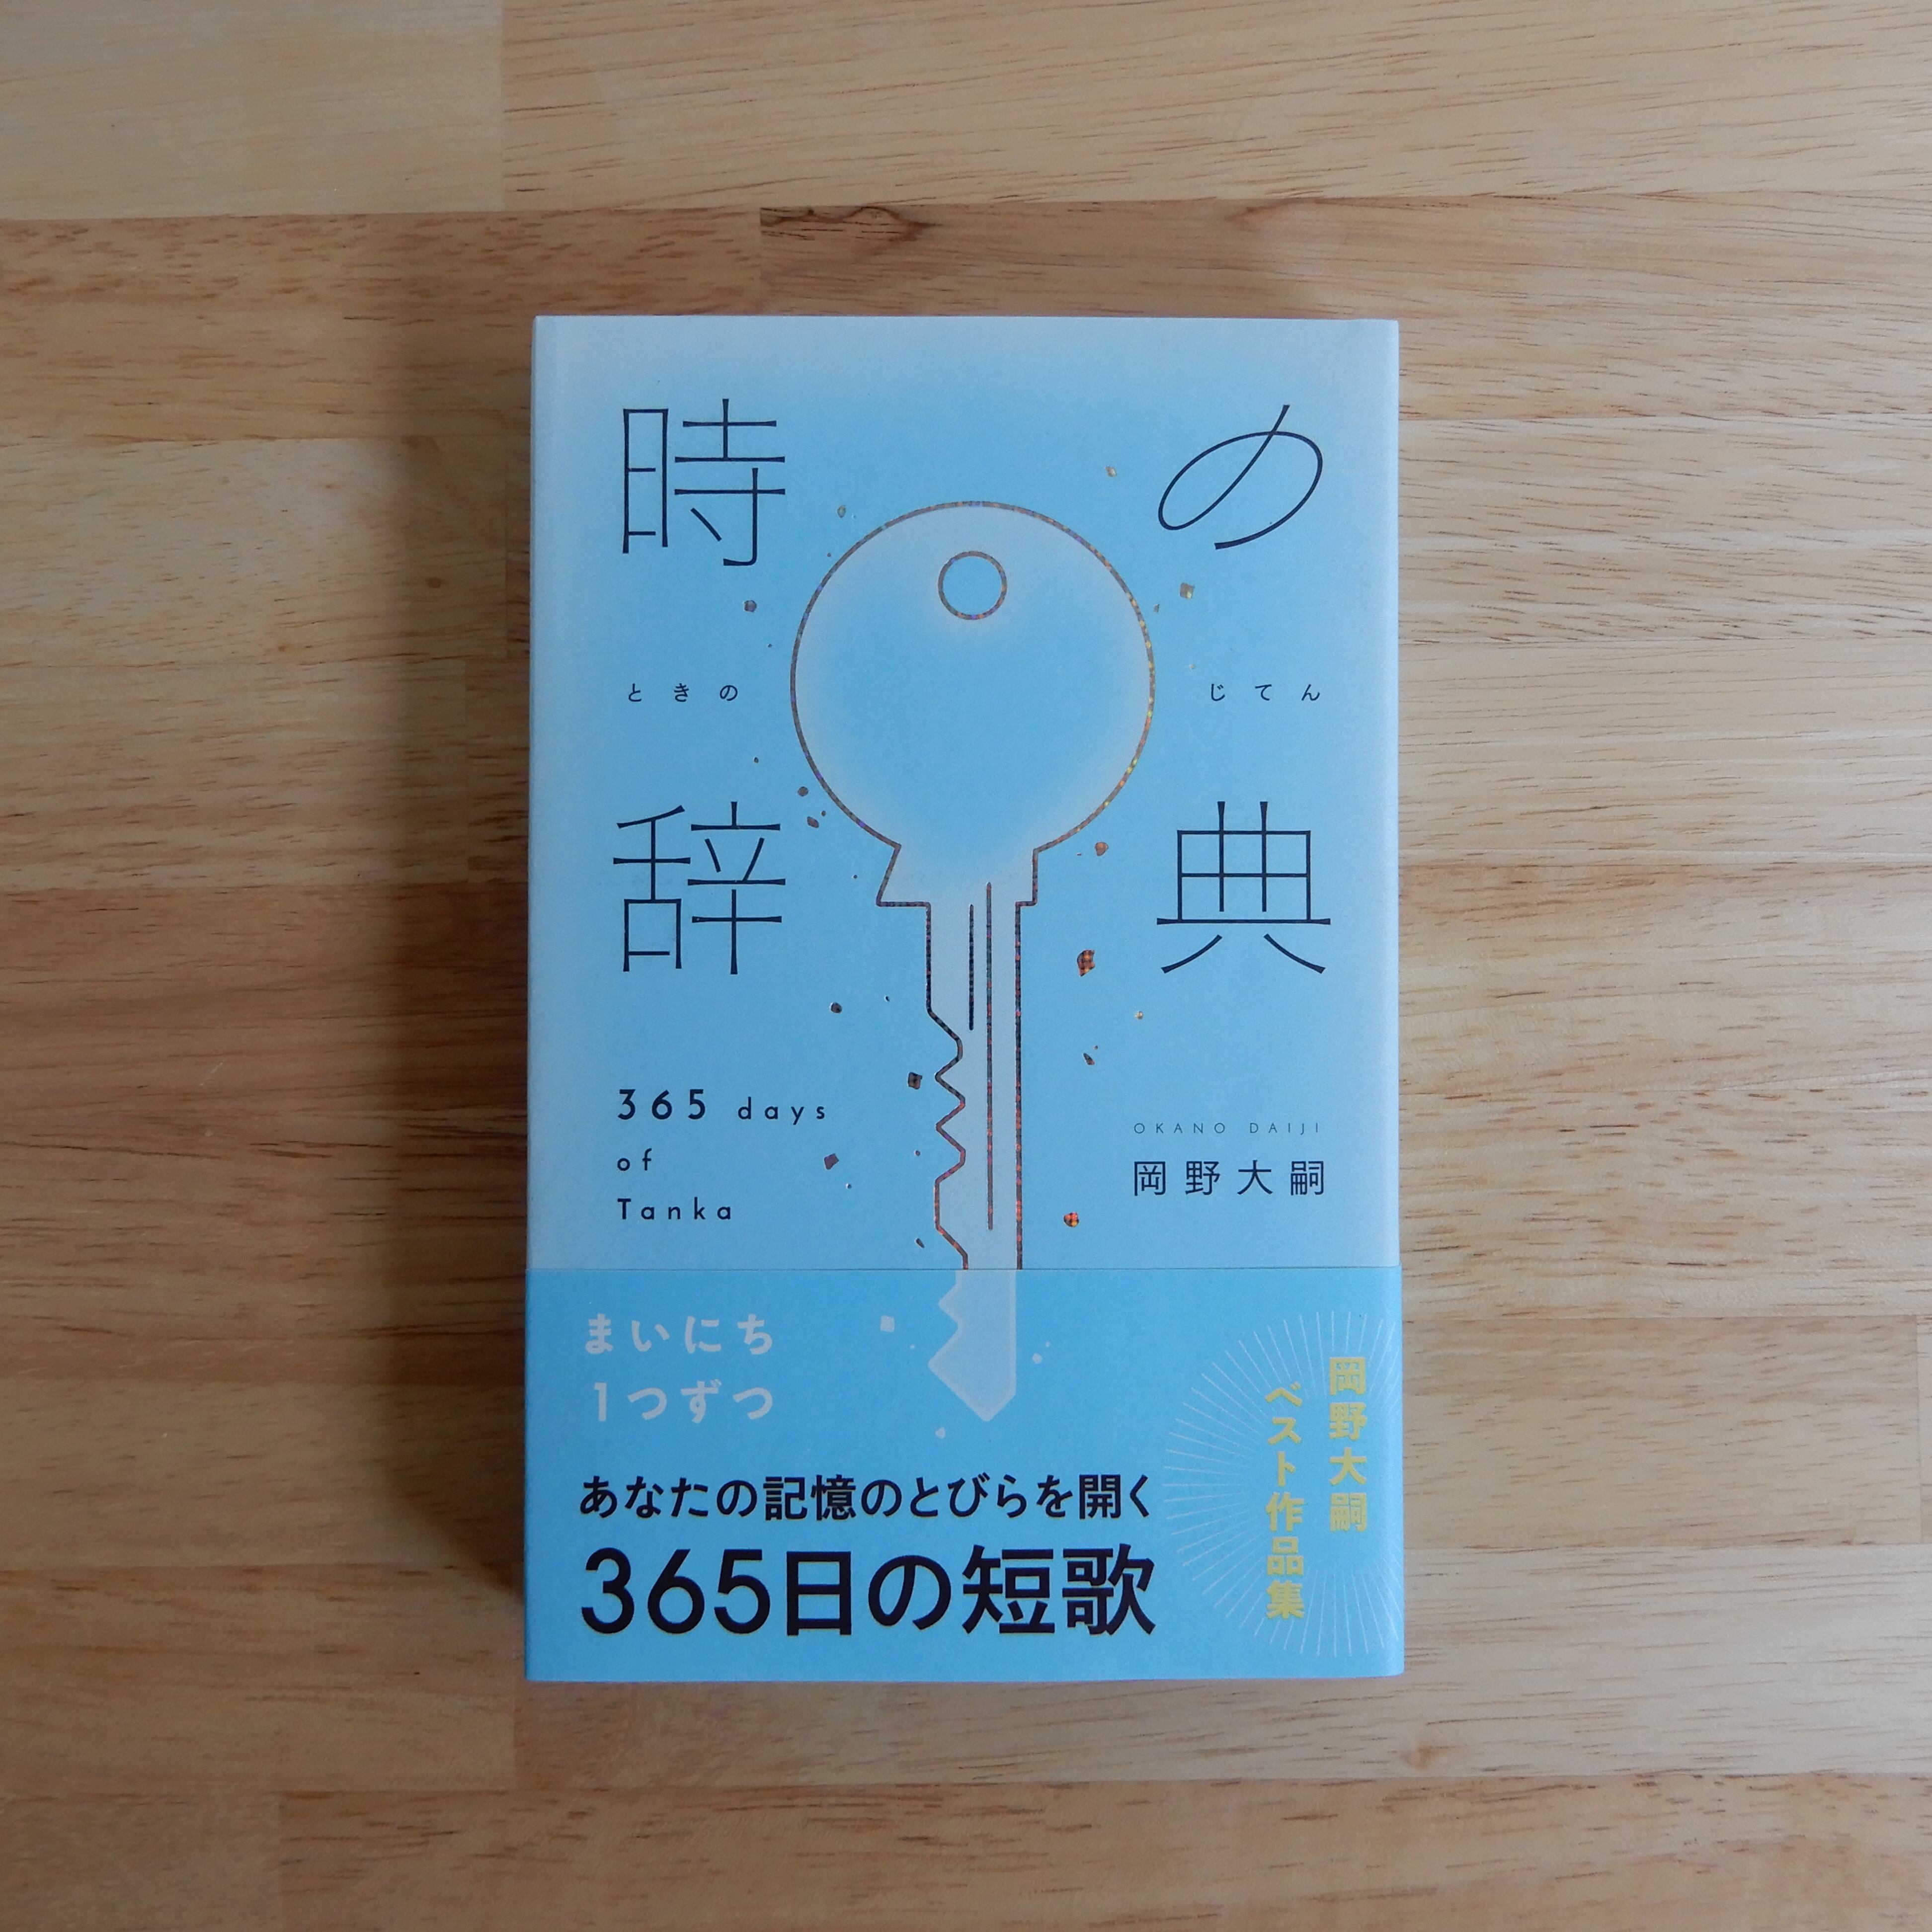 時の
ときの じてん
辞典
365 days
of
Tanka
OKANO DAIJI
岡野大嗣
まいにち
1つずつ
あなたの記憶のとびらを開く
365日の短歌
岡野大嗣
ベスト作品集